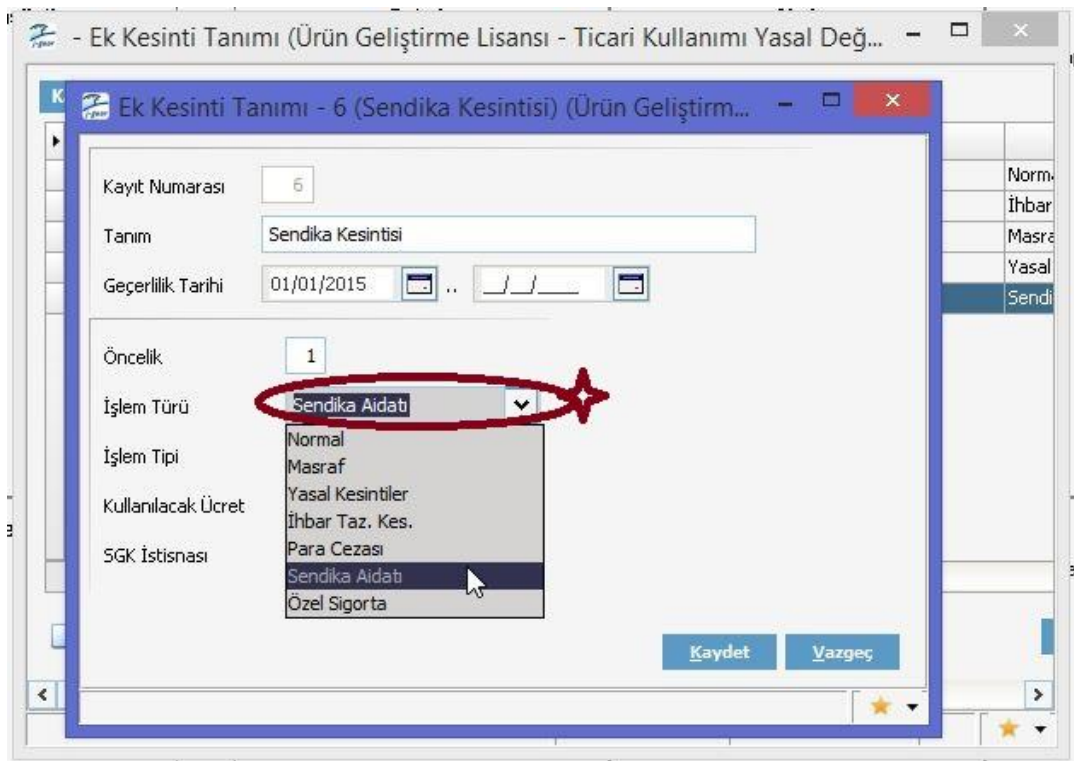 - Ek Kesinti Tanımı (Ürün Geliştirme Lisansı - Ticari Kullanımı Yasal Değ...
Ek Kesinti Tanımı - 6 (Sendika Kesintisi) (Ürün Geliştirm...
Kayıt Numarası 6
Tanım Sendika Kesintisi
Geçerlilik Tarihi 01/01/2015 .. __/__/____
Öncelik 1
İşlem Türü Sendika Aidatı
Normal
İşlem Tipi
Masraf
Yasal Kesintiler
Kullanılacak Ücret
İhbar Taz. Kes.
SGK İstisnası
Para Cezası
Sendika Aidatı
Özel Sigorta
Kaydet Vazgeç
Norm
İhbar
Masra
Yasal
Sendi